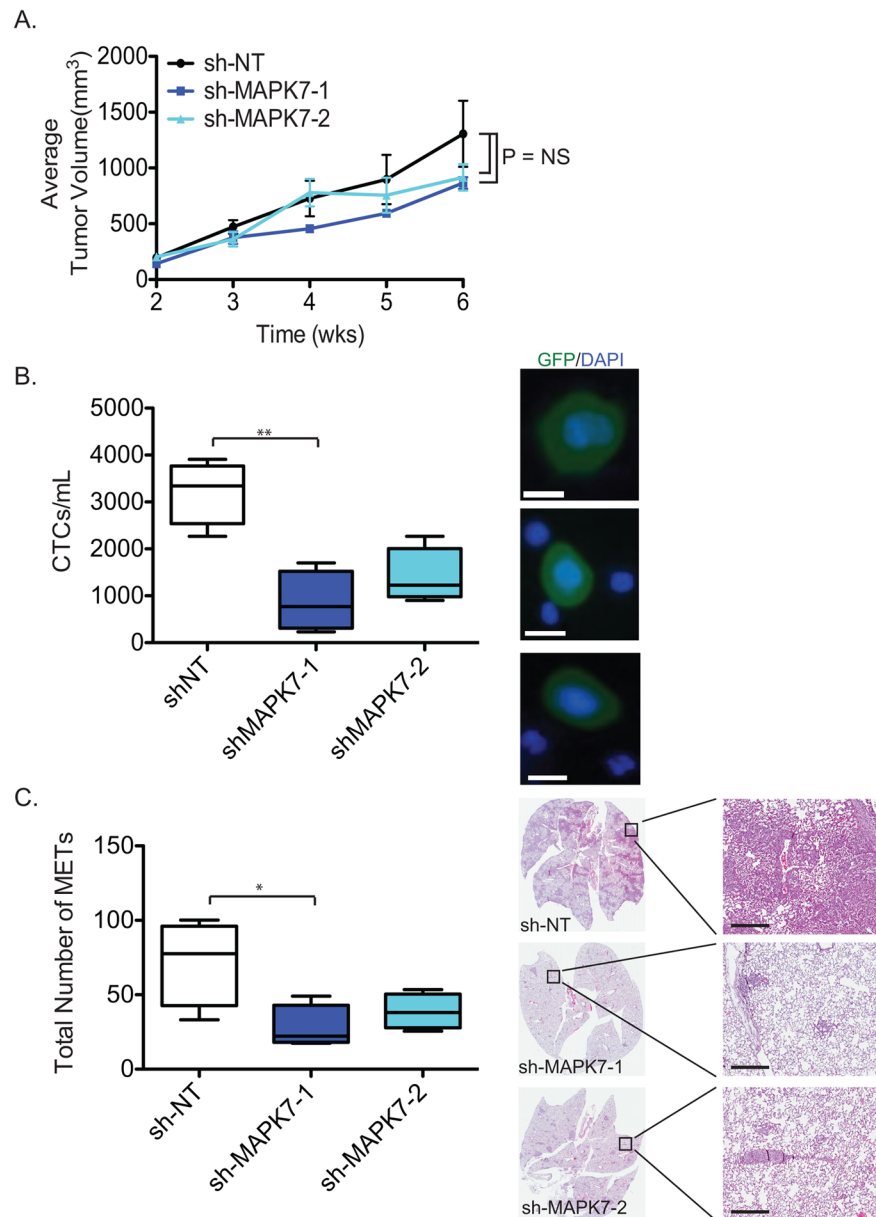 A.
Average
Tumor Volume(mm³)
2000
1500
1000
500
0
sh-NT
sh-MAPK7-1
sh-MAPK7-2
P = NS
2 3 4 5 6
Time (wks)
B.
CTCs/mL
5000
4000
3000
2000
1000
0
**
shNT
shMAPK7-1
shMAPK7-2
GFP/DAPI
C.
Total Number of METs
150
100
50
0
*
sh-NT
sh-MAPK7-1
sh-MAPK7-2
sh-NT
sh-MAPK7-1
sh-MAPK7-2